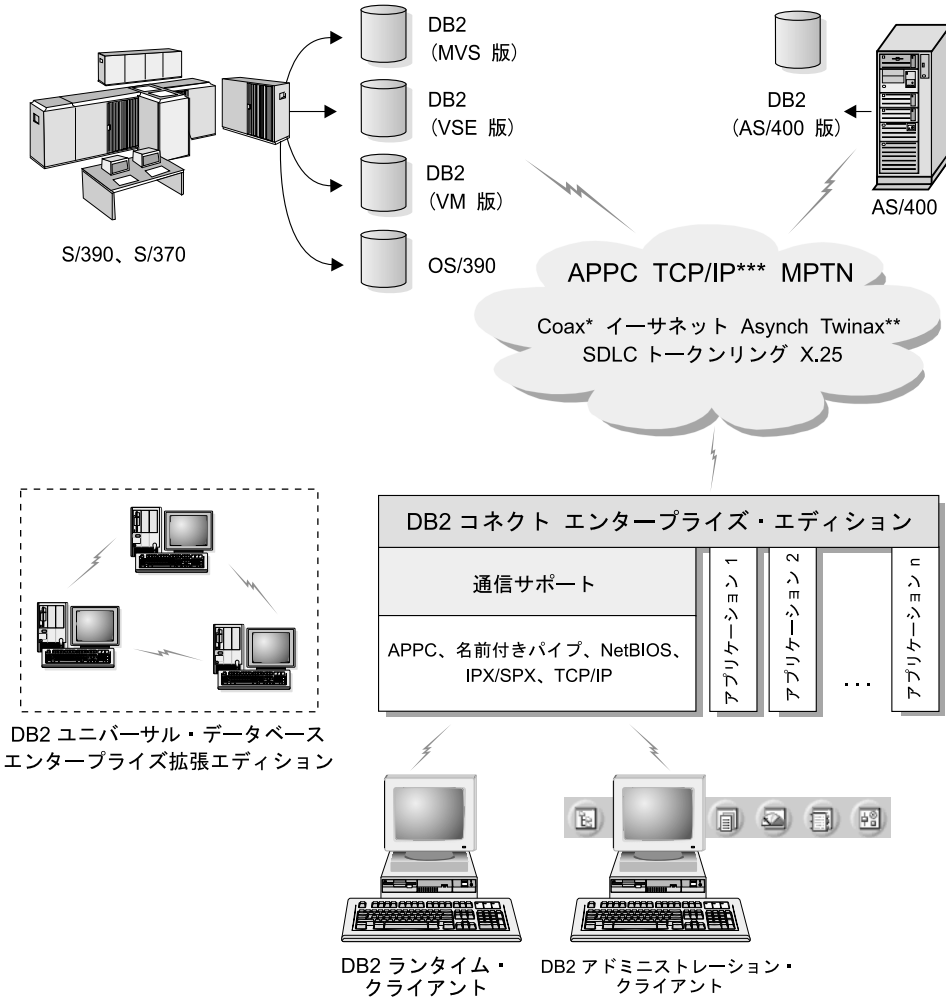 DB2
(MVS 版)
DB2
(VSE 版)
DB2
(VM 版)
OS/390
S/390、S/370
DB2
(AS/400 版)
AS/400
APPC TCP/IP*** MPTN
Coax* イーサネット Asynch Twinax**
SDLC トークンリング X.25
DB2 コネクト エンタープライズ・エディション
通信サポート
APPC、名前付きパイプ、NetBIOS、
IPX/SPX、TCP/IP
アプリケーション 1
アプリケーション 2
...
アプリケーション n
DB2 ユニバーサル・データベース
エンタープライズ拡張エディション
DB2 ランタイム・
クライアント
DB2 アドミニストレーション・
クライアント